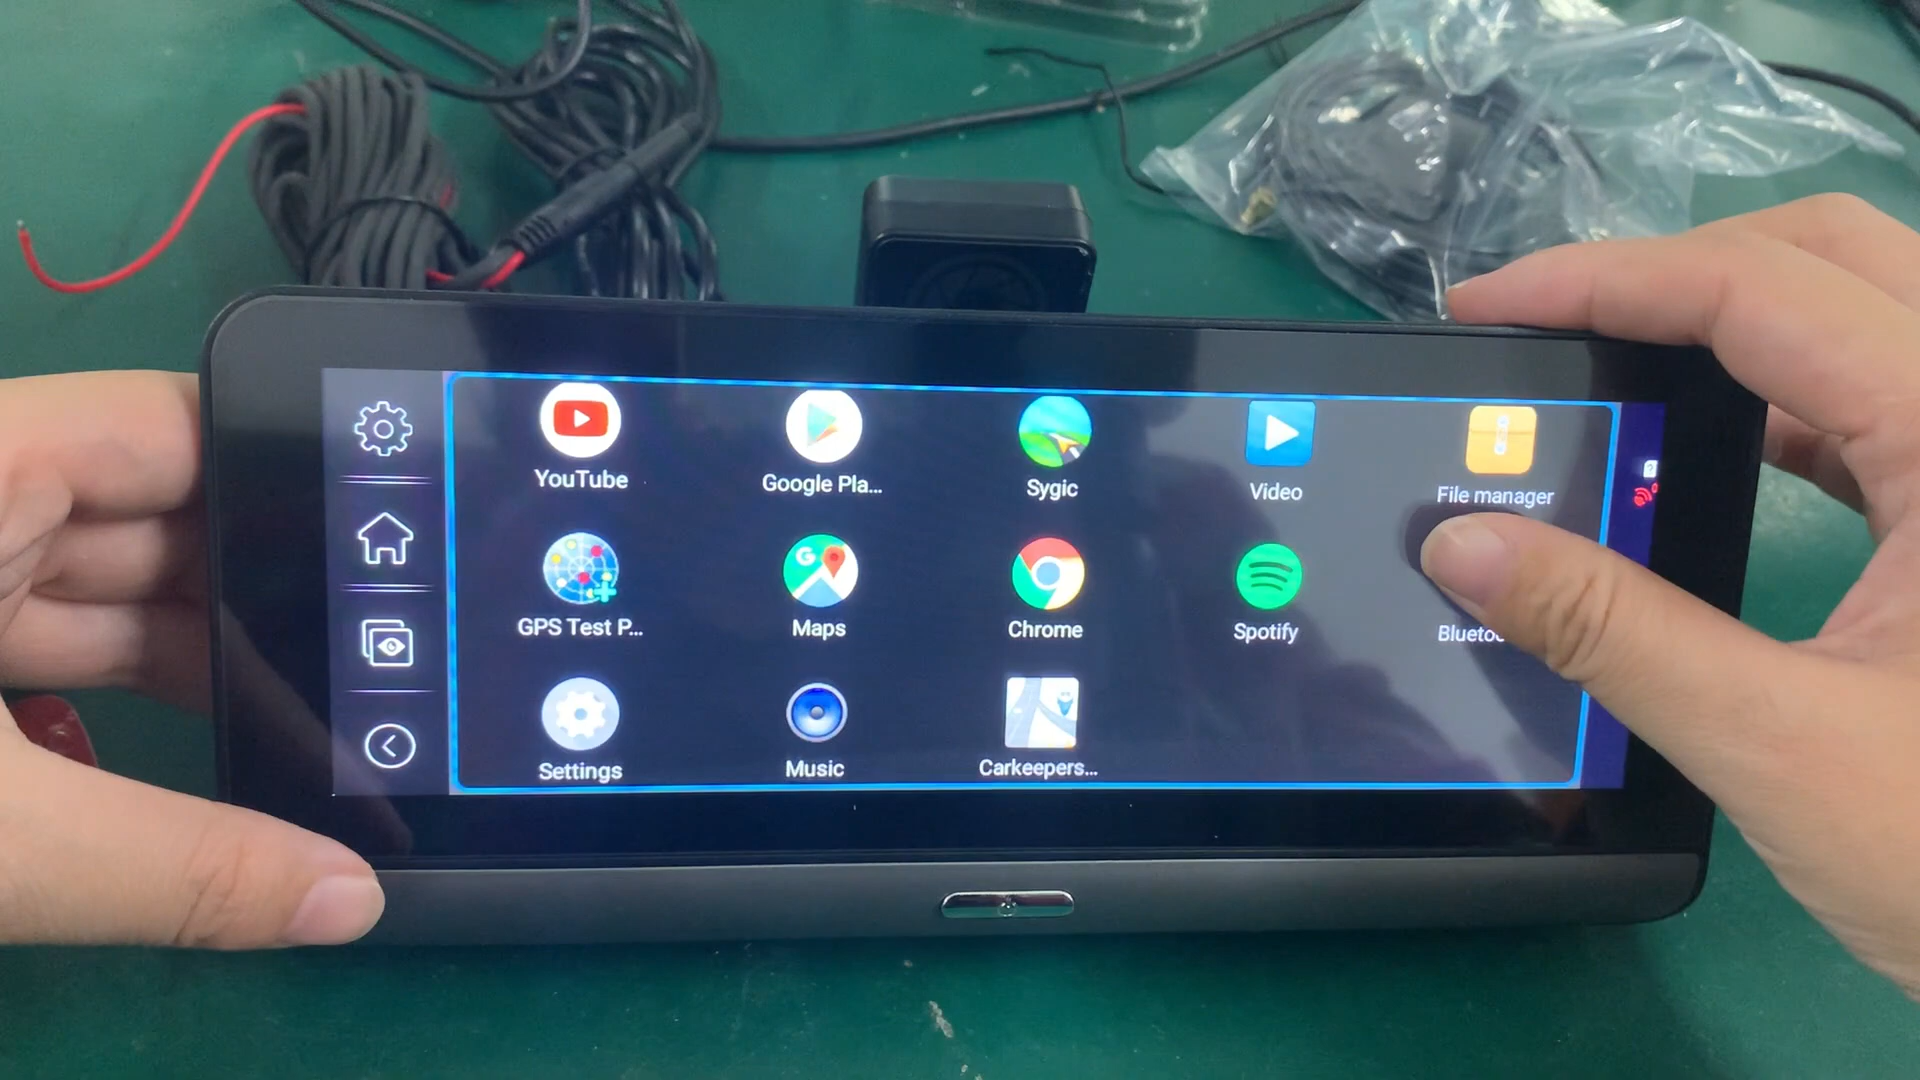 YouTube
Google Pla...
Sygic
Video
File manager
GPS Test P...
Maps
Chrome
Spotify
Settings
Music
Carkeepers...